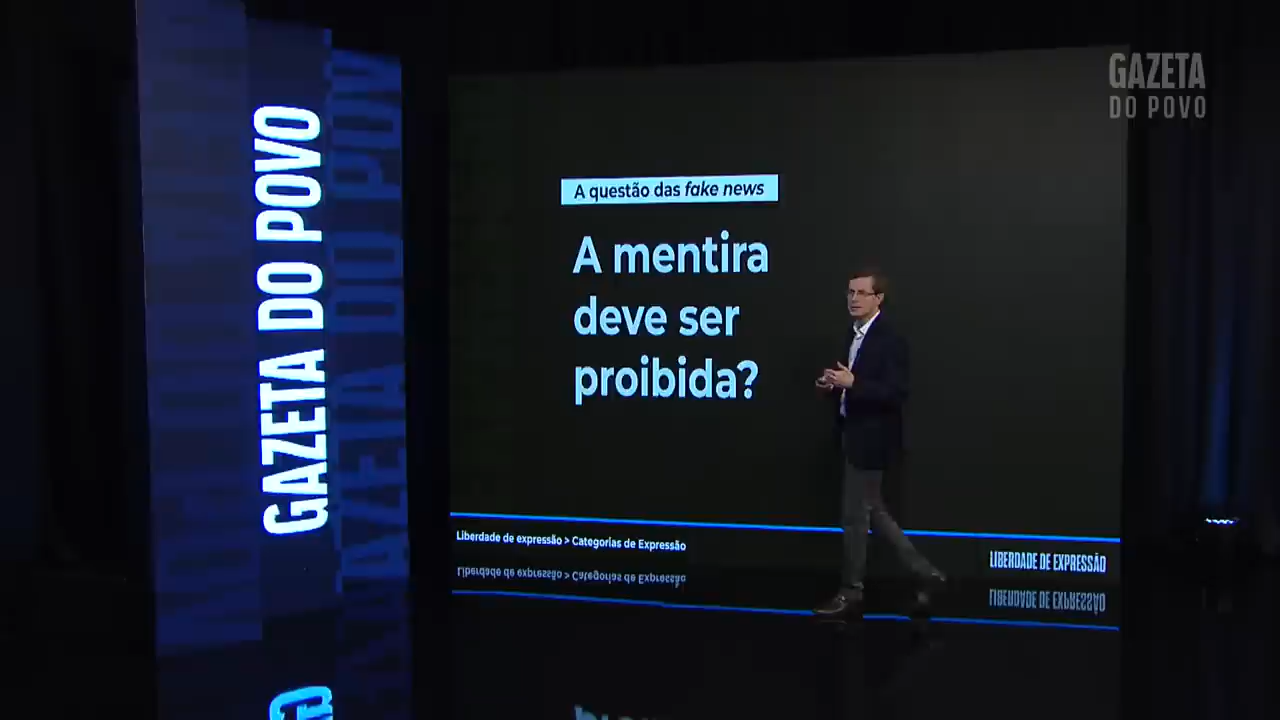 GAZETA
DO POVO
GAZETA DO POVO
A questão das fake news
A mentira
deve ser
proibida?
Liberdade de expressão > Categorias de Expressão
LIBERDADE DE EXPRESSÃO